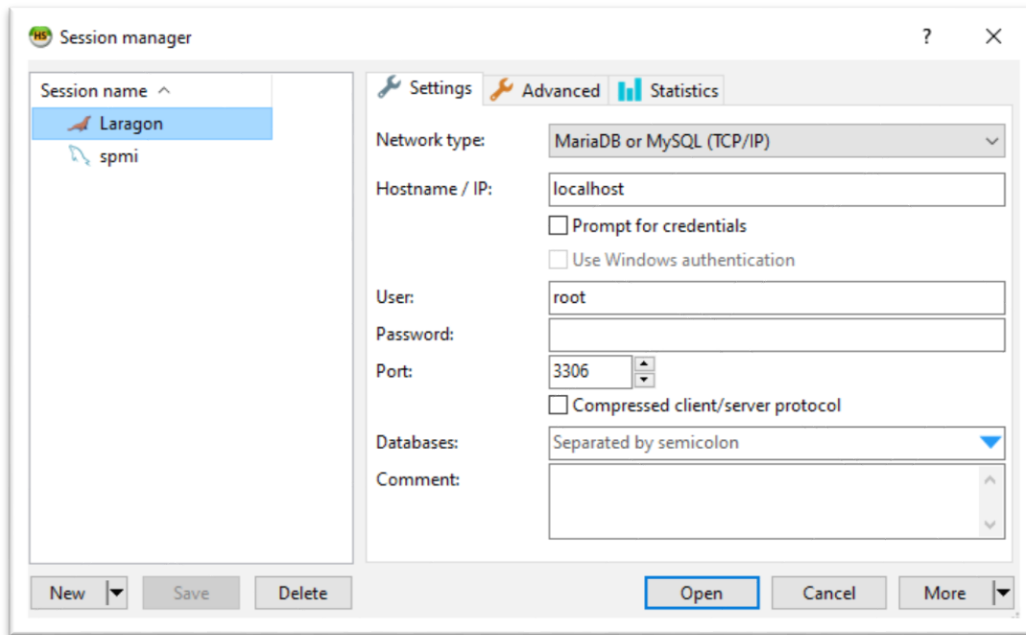 HS Session manager ?
Session name
Laragon
spmi
Settings Advanced Statistics
Network type: MariaDB or MySQL (TCP/IP)
Hostname / IP: localhost
Prompt for credentials
Use Windows authentication
User: root
Password:
Port: 3306
Compressed client/server protocol
Databases: Separated by semicolon
Comment:
New Save Delete Open Cancel More